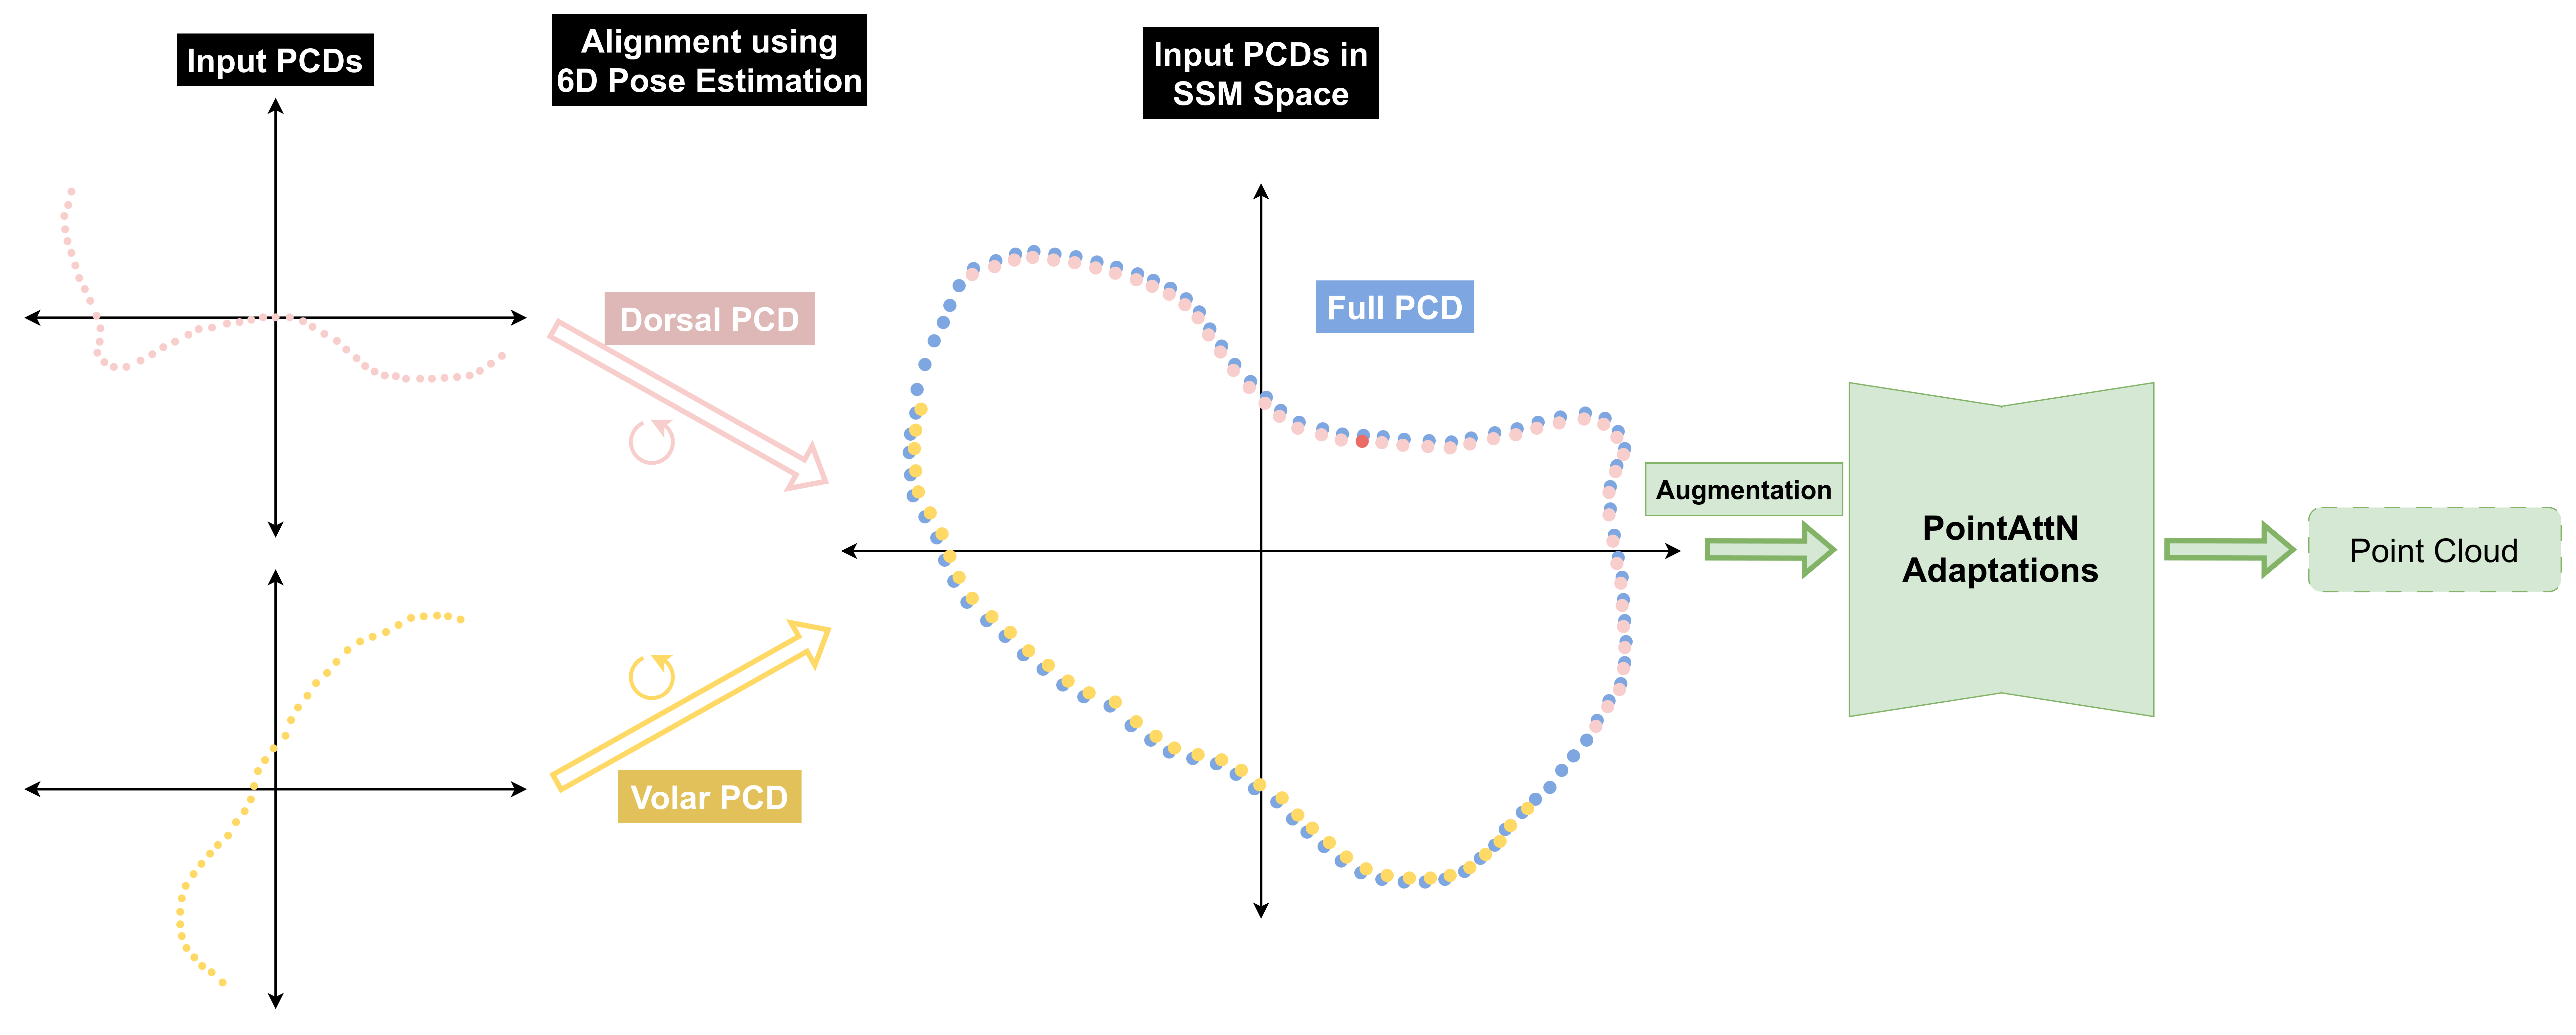 Input PCDs
Alignment using
6D Pose Estimation
Input PCDs in
SSM Space
Dorsal PCD
Full PCD
Volar PCD
Augmentation
PointAttN
Adaptations
Point Cloud